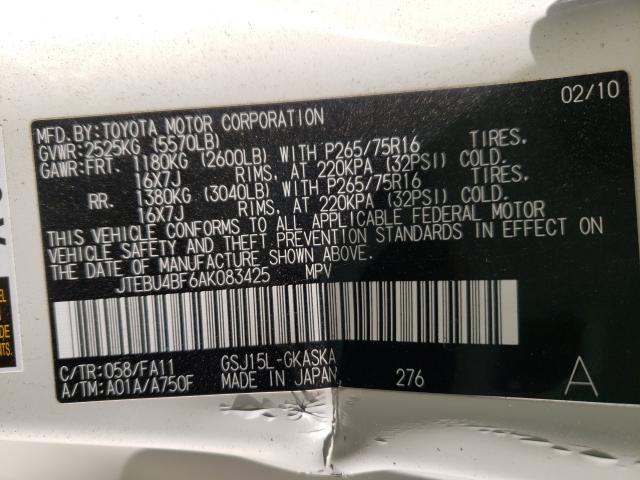 02/10
MFD.BY:TOYOTA MOTOR CORPORATION
GVWR:2525KG (5570LB)
GAWR:FRT. 1180KG (2600LB) WITH P265/75R16 TIRES.
16X7J RIMS. AT 220KPA (32PSI) COLD.
RR. 1380KG (3040LB) WITH P265/75R16 TIRES.
16X7J RIMS. AT 220KPA (32PSI) COLD.
THIS VEHICLE CONFORMS TO ALL APPLICABLE FEDERAL MOTOR
VEHICLE SAFETY AND THEFT PREVENTION STANDARDS IN EFFECT ON
THE DATE OF MANUFACTURE SHOWN ABOVE.
JTEBU4BF6AK083425 MPV
C/TR:058/FA11 GSJ15L-GKASKA
A/TM:A01A/A750F MADE IN JAPAN 276 A